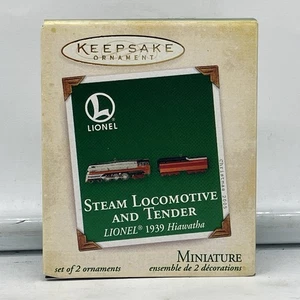 KEEPSAKE
ORNAMENT
L
LIONEL
STEAM LOCOMOTIVE
AND TENDER
LIONEL® 1939 Hiawatha
MINIATURE
set of 2 ornaments
ensemble de 2 décorations